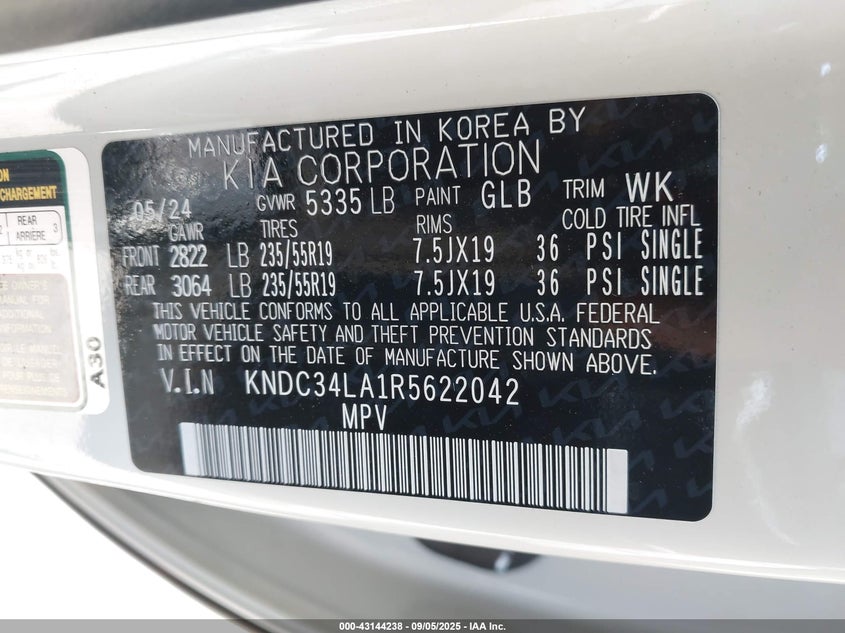 MANUFACTURED IN KOREA BY
KIA CORPORATION
05/24 GVWR 5335 LB PAINT GLB TRIM WK
GAWR TIRES RIMS COLD TIRE INFL
FRONT 2822 LB 235/55R19 7.5JX19 36 PSI SINGLE
REAR 3064 LB 235/55R19 7.5JX19 36 PSI SINGLE
THIS VEHICLE CONFORMS TO ALL APPLICABLE U.S.A. FEDERAL
MOTOR VEHICLE SAFETY AND THEFT PREVENTION STANDARDS
IN EFFECT ON THE DATE OF MANUFACTURE SHOWN ABOVE.
V.I.N KNDC34LA1R5622042
MPV
CHARGEMENT
REAR
ARRIÈRE 3
A30
000-43144238 - 09/05/2025 - IAA Inc.